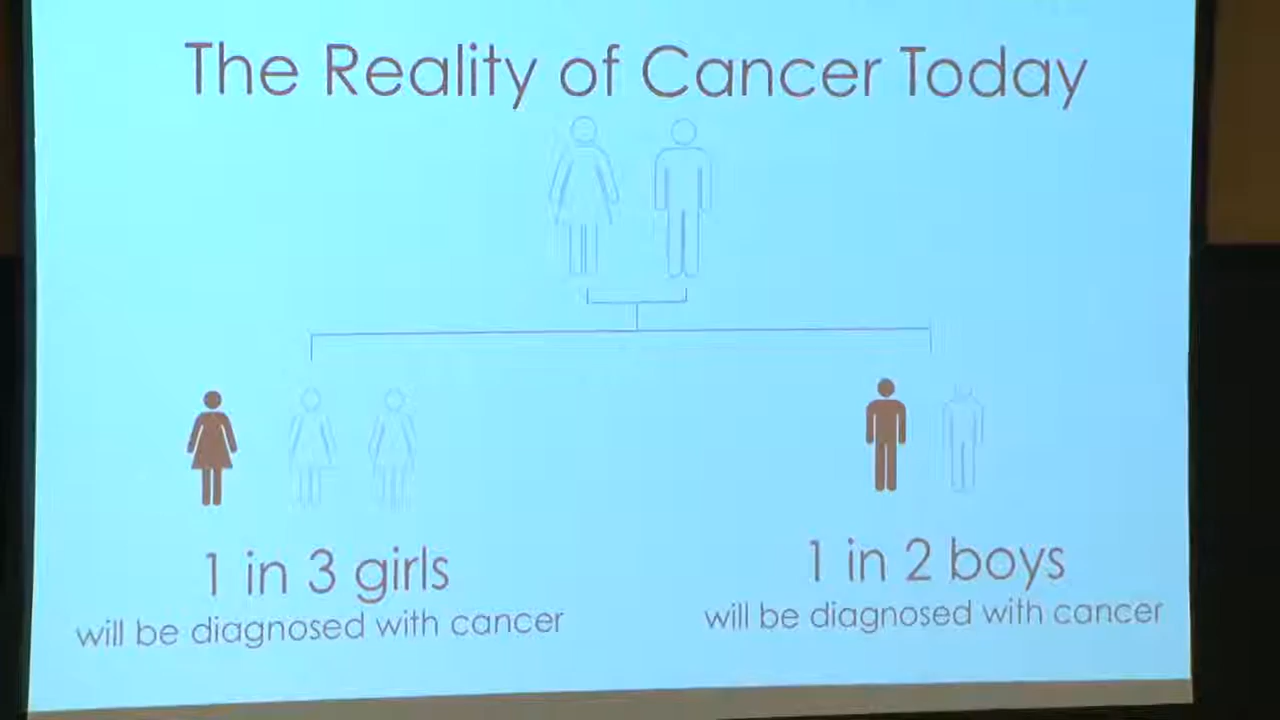 The Reality of Cancer Today
1 in 3 girls
will be diagnosed with cancer
1 in 2 boys
will be diagnosed with cancer